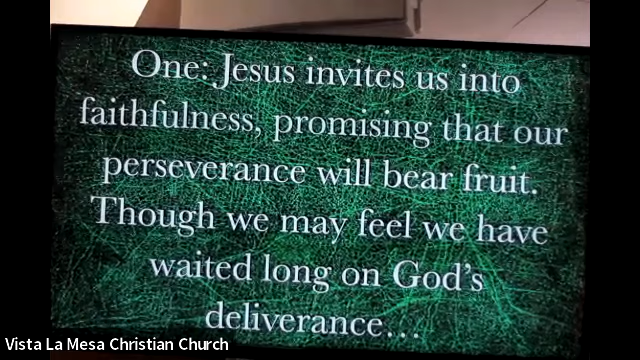 One: Jesus invites us into
faithfulness, promising that our
perseverance will bear fruit.
Though we may feel we have
waited long on God's
deliverance…
Vista La Mesa Christian Church